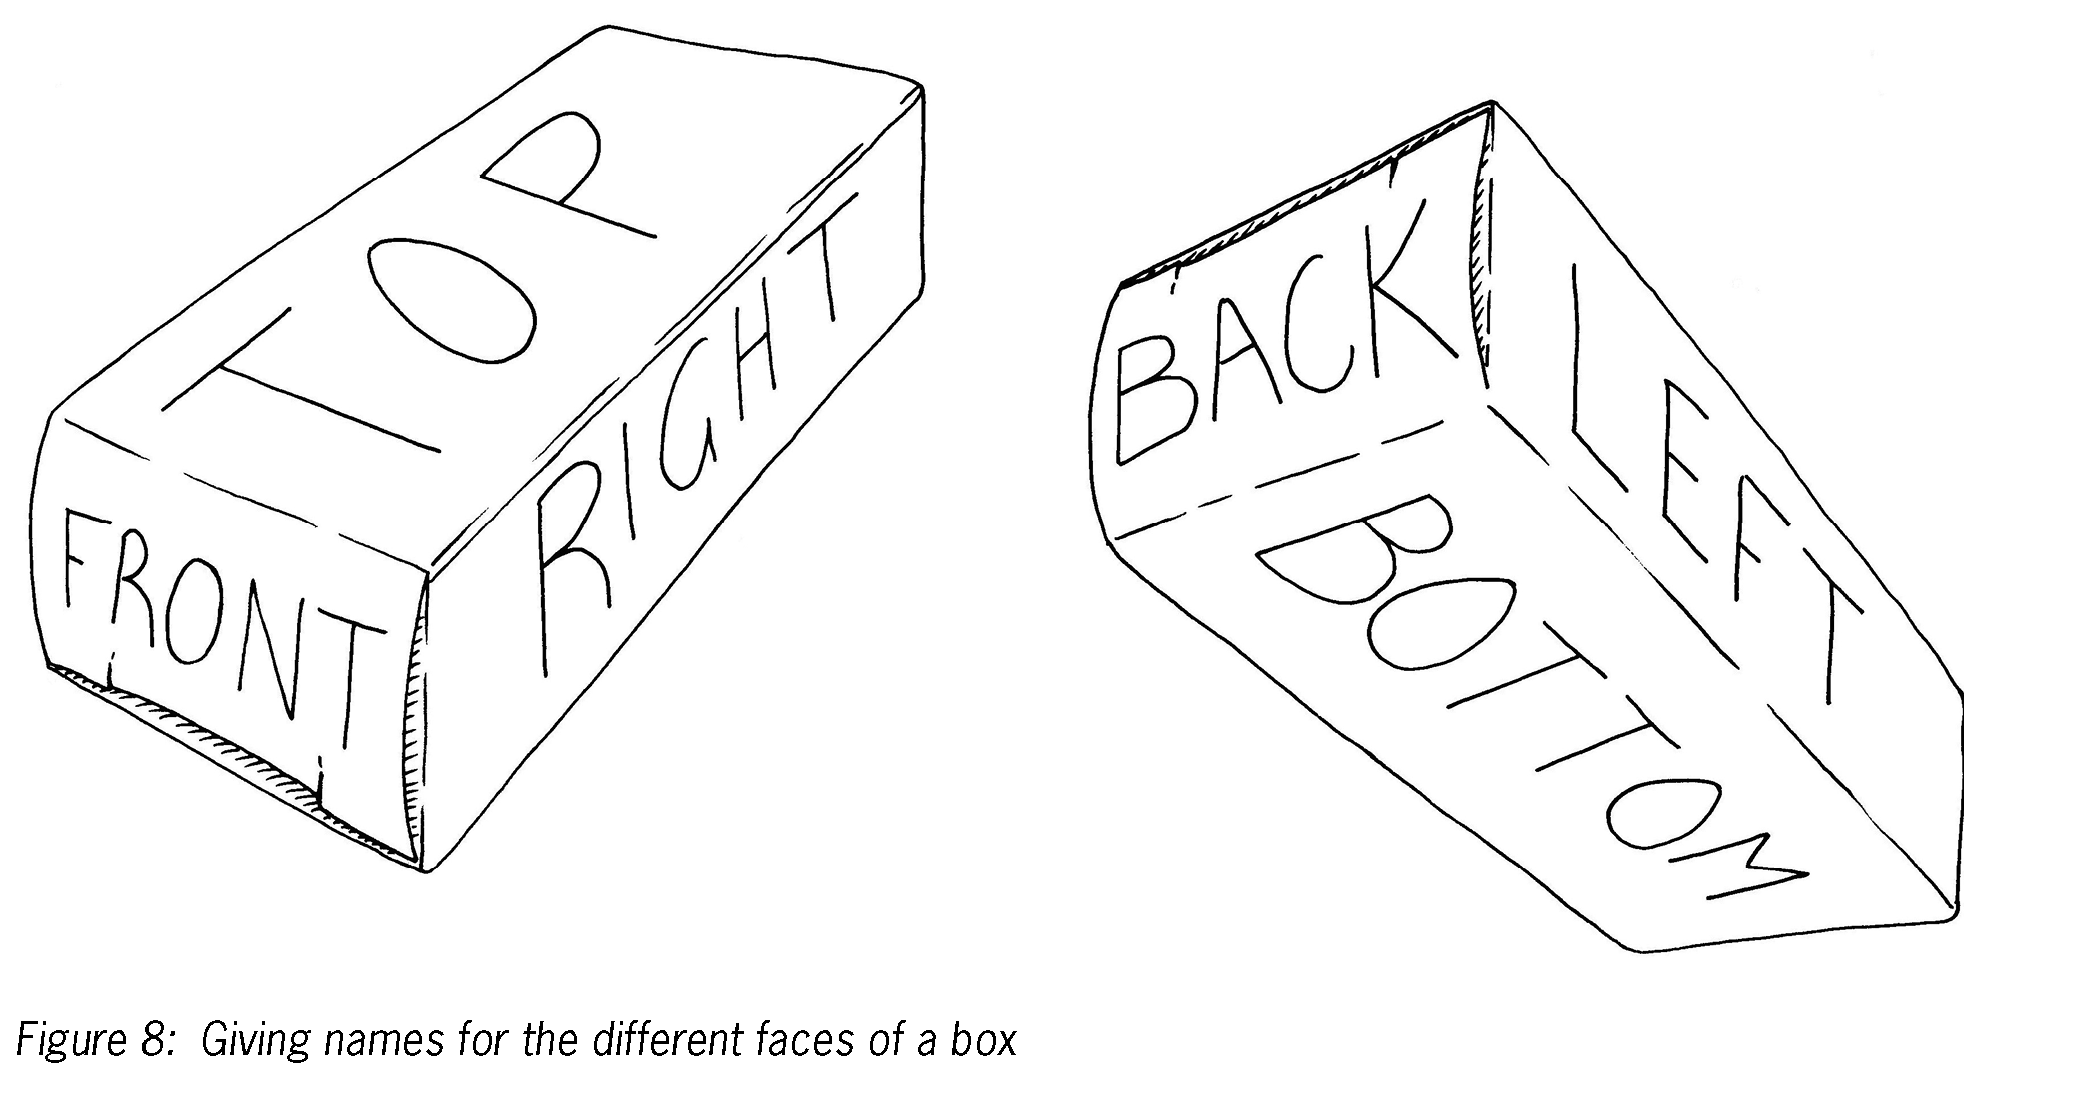 TOP
FRONT
RIGHT
BACK
LEFT
BOTTOM
Figure 8: Giving names for the different faces of a box